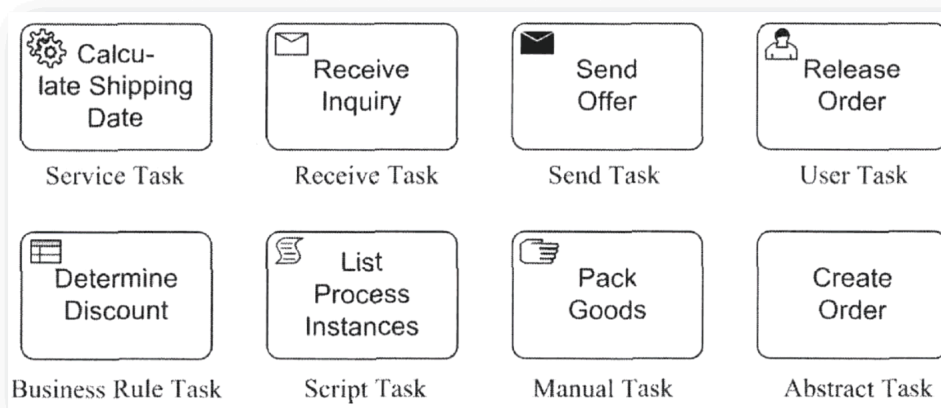 Calcu-
late Shipping
Date
Service Task
Receive
Inquiry
Receive Task
Send
Offer
Send Task
Release
Order
User Task
Determine
Discount
Business Rule Task
List
Process
Instances
Script Task
Pack
Goods
Manual Task
Create
Order
Abstract Task